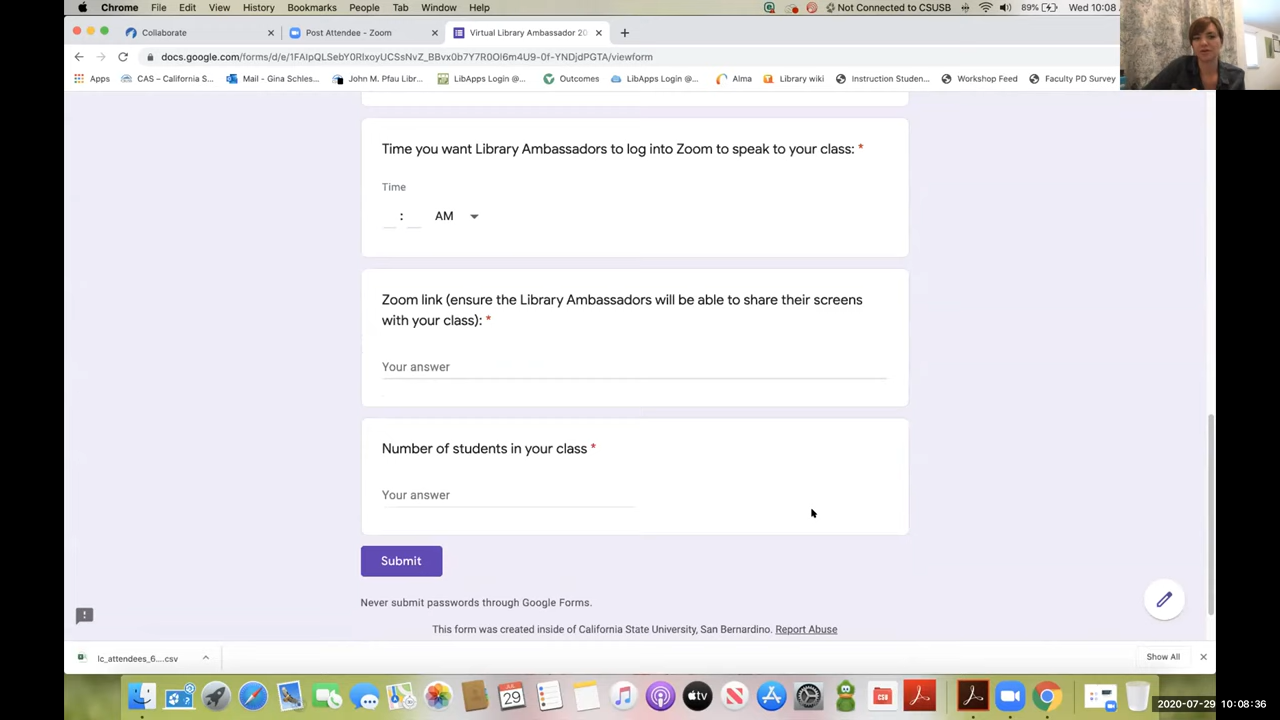 Chrome File Edit View History Bookmarks People Tab Window Help Not Connected to CSUSB 89% Wed 10:08
Collaborate Post Attendee - Zoom Virtual Library Ambassador 20
docs.google.com/forms/d/e/1FAIpQLSebY0RlxoyUCSsNvZ_BBvx0b7Y7R0Ol6m4U9-0f-YNDjdPGTA/viewform
Apps CAS – California S... Mail - Gina Schles... John M. Pfau Libr... LibApps Login @... Outcomes LibApps Login @... Alma Library wiki Instruction Studen... Workshop Feed Faculty PD Survey
Time you want Library Ambassadors to log into Zoom to speak to your class: *
Time
: AM
Zoom link (ensure the Library Ambassadors will be able to share their screens
with your class): *
Your answer
Number of students in your class *
Your answer
Submit
Never submit passwords through Google Forms.
This form was created inside of California State University, San Bernardino. Report Abuse
lc_attendees_6....csv Show All
JUL
29
tv
CSR
2020-07-29 10:08:36